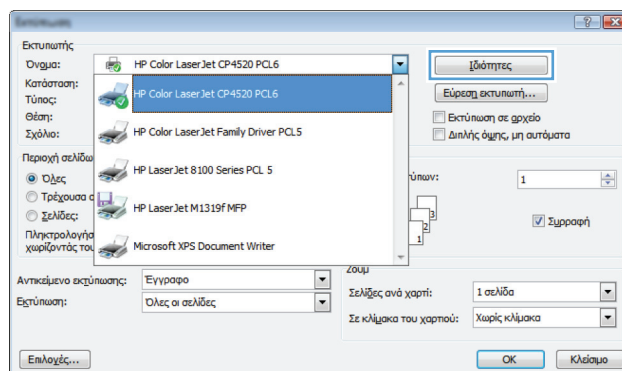 Εκτυπωτής
Όνομα: HP Color LaserJet CP4520 PCL6 Ιδιότητες
Κατάσταση:
Τύπος: HP Color LaserJet CP4520 PCL6 Εύρεση εκτυπωτή...
Θέση: Εκτύπωση σε αρχείο
Σχόλιο: HP Color LaserJet Family Driver PCL5 Διπλής όψης, μη αυτόματα
Περιοχή σελίδω
Όλες HP LaserJet 8100 Series PCL 5 ύπων: 1
Τρέχουσα σ
Σελίδες: HP LaserJet M1319f MFP 3 2 1 Συρραφή
Πληκτρολογήσ
χωρίζοντάς του Microsoft XPS Document Writer
Ζουμ
Αντικείμενο εκτύπωσης: Έγγραφο
Σελίδες ανά χαρτί: 1 σελίδα
Εκτύπωση: Όλες οι σελίδες
Σε κλίμακα του χαρτιού: Χωρίς κλίμακα
Επιλογές... OK Κλείσιμο